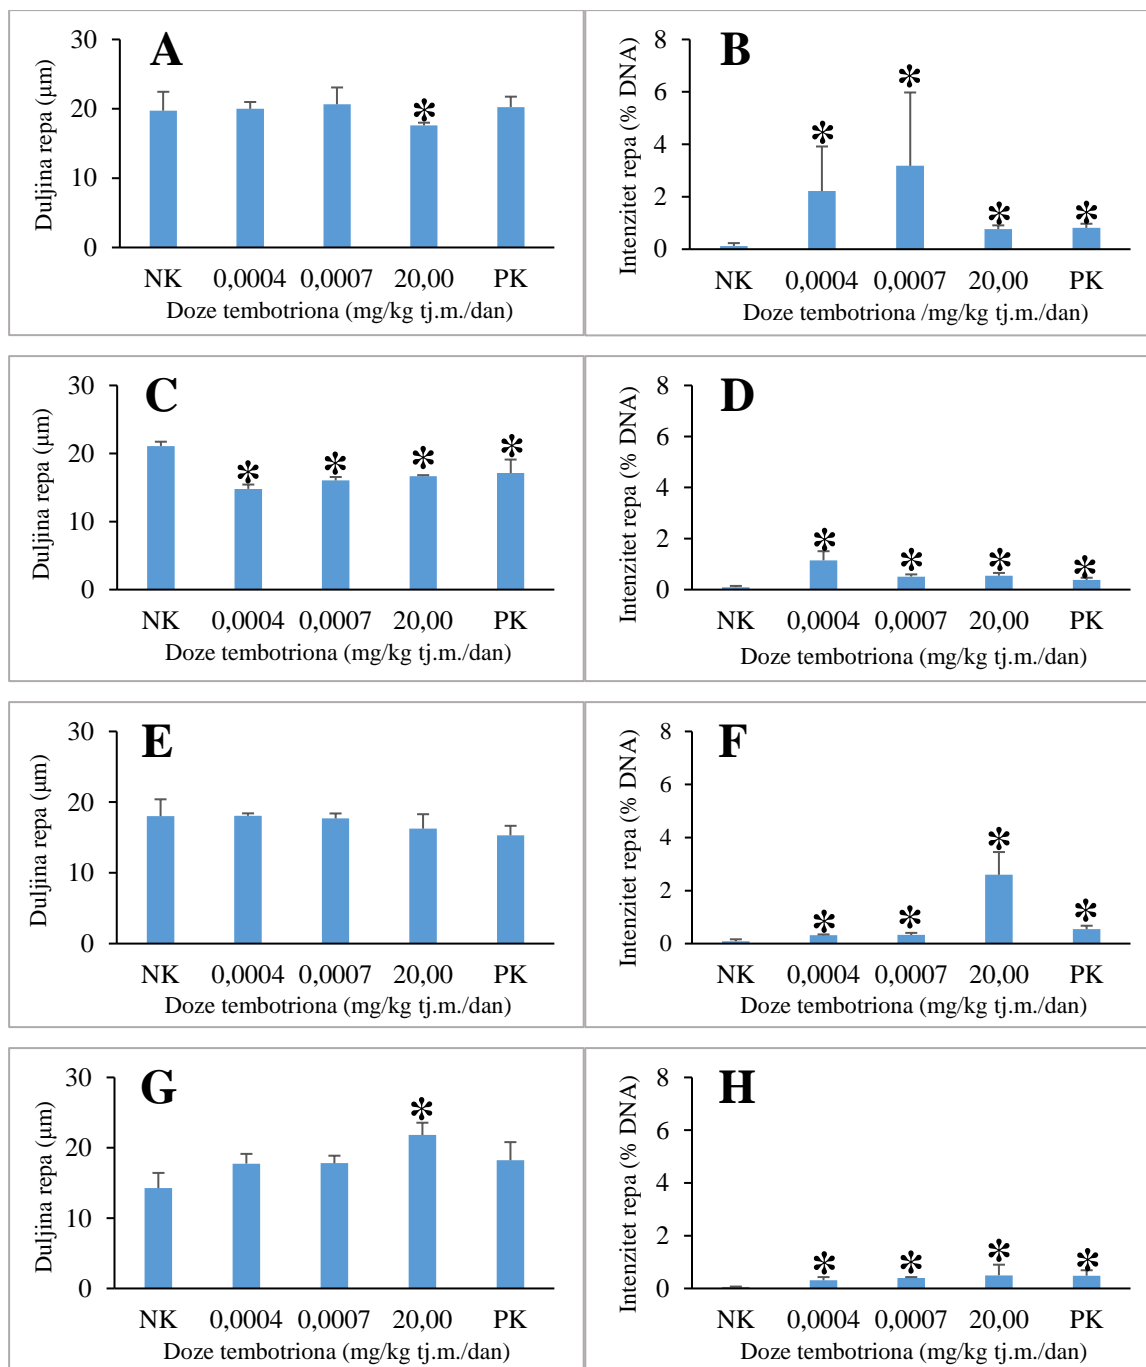 A
Duljina repa (µm)
30
20
10
0
NK 0,0004 0,0007 20,00 PK
*
Doze tembotriona (mg/kg tj.m./dan)
B
Intenzitet repa (% DNA)
8
6
4
2
0
* * * *
NK 0,0004 0,0007 20,00 PK
Doze tembotriona /mg/kg tj.m./dan)
C
Duljina repa (µm)
30
20
10
0
* * * *
NK 0,0004 0,0007 20,00 PK
Doze tembotriona (mg/kg tj.m./dan)
D
Intenzitet repa (% DNA)
8
6
4
2
0
* * * *
NK 0,0004 0,0007 20,00 PK
Doze tembotriona (mg/kg tj.m./dan)
E
Duljina repa (µm)
30
20
10
0
NK 0,0004 0,0007 20,00 PK
Doze tembotriona (mg/kg tj.m./dan)
F
Intenzitet repa (% DNA)
8
6
4
2
0
* * * *
NK 0,0004 0,0007 20,00 PK
Doze tembotriona (mg/kg tj.m./dan)
G
Duljina repa (µm)
30
20
10
0
*
NK 0,0004 0,0007 20,00 PK
Doze tembotriona (mg/kg tj.m./dan)
H
Intenzitet repa (% DNA)
8
6
4
2
0
* * * *
NK 0,0004 0,0007 20,00 PK
Doze tembotriona (mg/kg tj.m./dan)